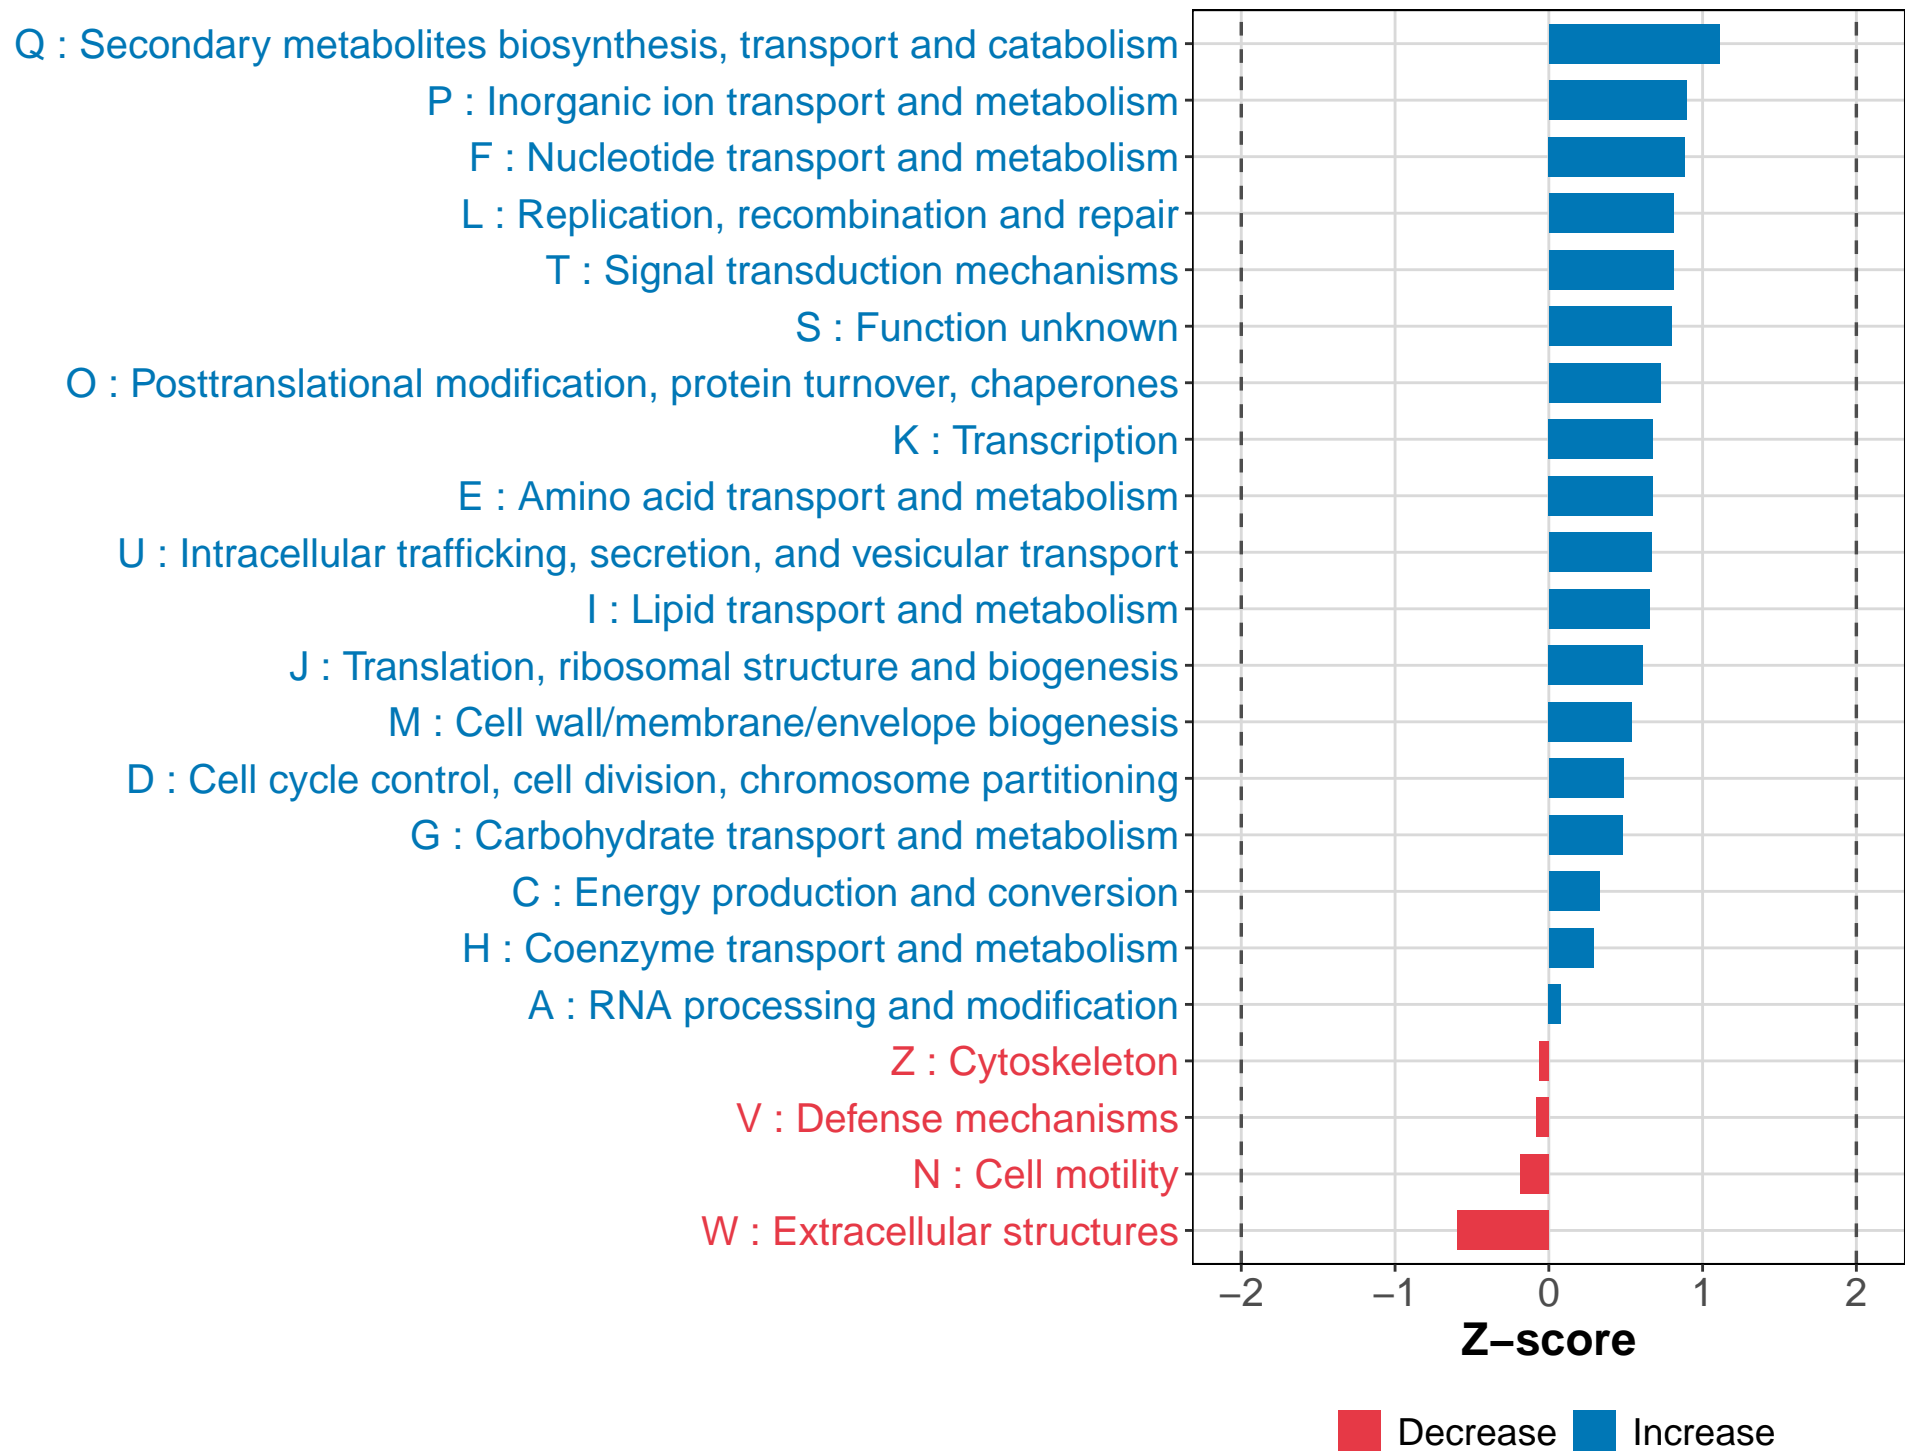 Q : Secondary metabolites biosynthesis, transport and catabolism
P : Inorganic ion transport and metabolism
F : Nucleotide transport and metabolism
L : Replication, recombination and repair
T : Signal transduction mechanisms
S : Function unknown
O : Posttranslational modification, protein turnover, chaperones
K : Transcription
E : Amino acid transport and metabolism
U : Intracellular trafficking, secretion, and vesicular transport
I : Lipid transport and metabolism
J : Translation, ribosomal structure and biogenesis
M : Cell wall/membrane/envelope biogenesis
D : Cell cycle control, cell division, chromosome partitioning
G : Carbohydrate transport and metabolism
C : Energy production and conversion
H : Coenzyme transport and metabolism
A : RNA processing and modification
Z : Cytoskeleton
V : Defense mechanisms
N : Cell motility
W : Extracellular structures
−2 −1 0 1 2
Z−score
Decrease Increase